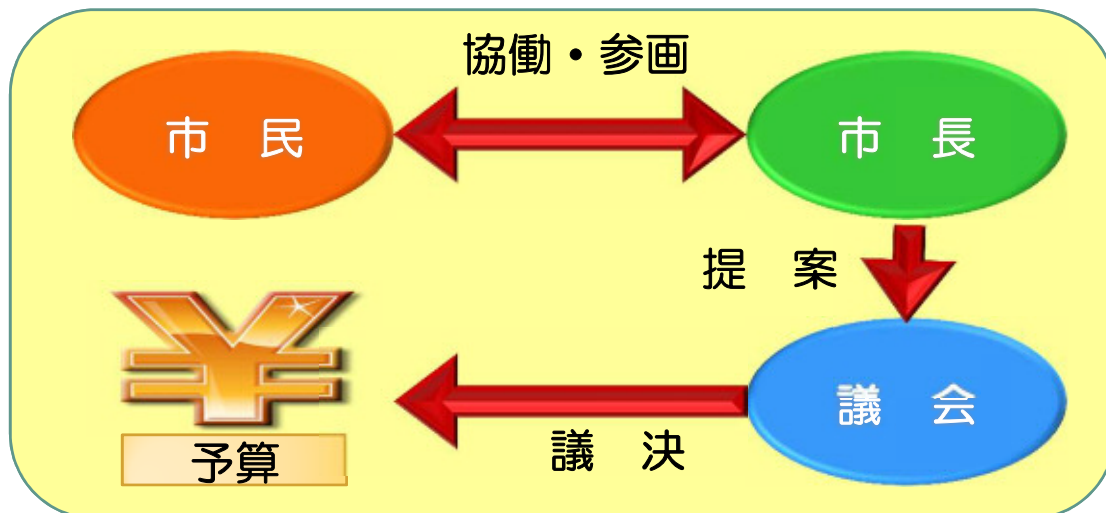 協働・参画
市　民
市　長
提　案
議　会
議　決
予算